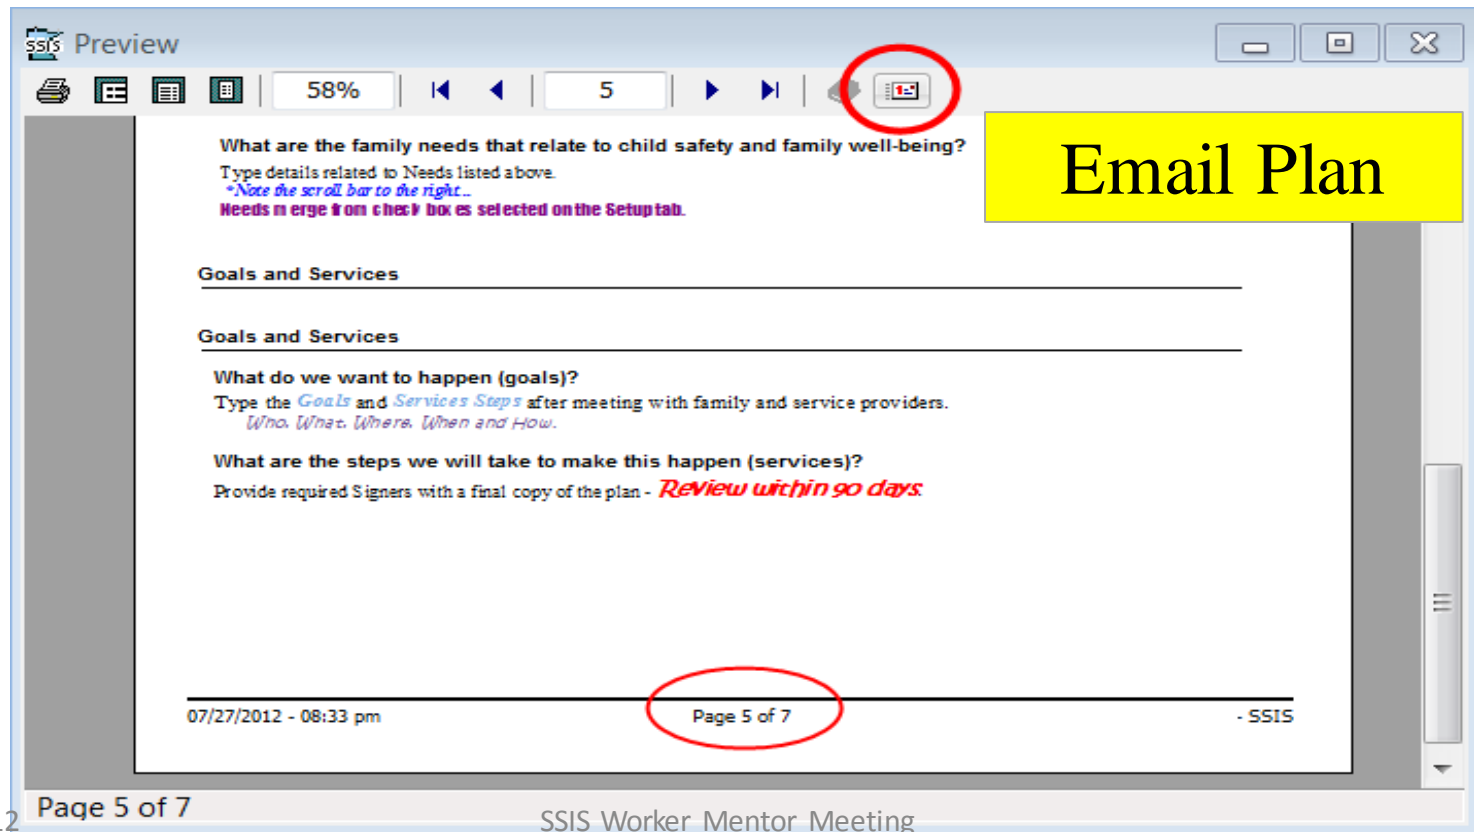 ssis Preview
58%
5
Email Plan
What are the family needs that relate to child safety and family well-being?
Type details related to Needs listed above.
*Note the scroll bar to the right...
Needs merge from check boxes selected on the Setup tab.
Goals and Services
Goals and Services
What do we want to happen (goals)?
Type the Goals and Services Steps after meeting with family and service providers.
Who, What, Where, When and How.
What are the steps we will take to make this happen (services)?
Provide required Signers with a final copy of the plan - Review within 90 days.
07/27/2012 - 08:33 pm Page 5 of 7 - SSIS
Page 5 of 7
SSIS Worker Mentor Meeting